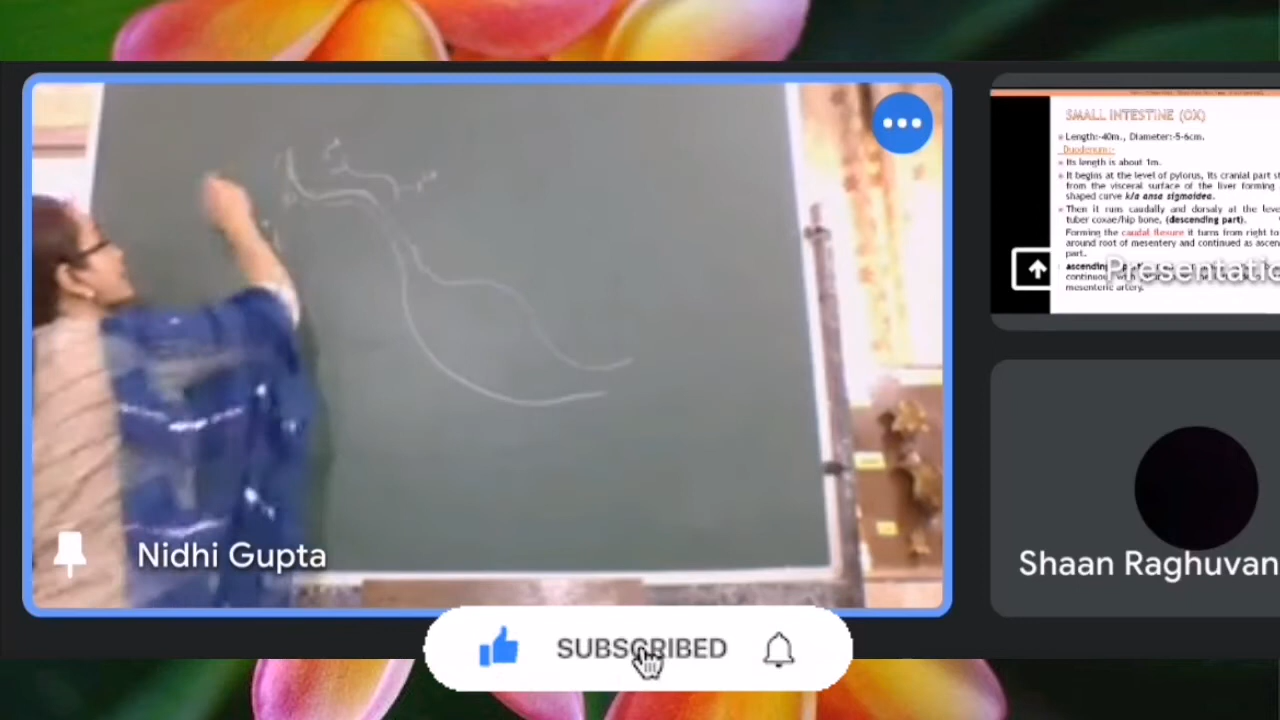 SMALL INTESTINE (OX)
Length:-40m., Diameter:-5-6cm.
Duodenum:-
Its length is about 1m.
It begins at the level of pylorus, its cranial part
from the visceral surface of the liver forming
shaped curve k/a ansa sigmoidea.
Then it runs caudally and dorsaly at the
tuber coxae/hip bone, (descending part).
Forming the caudal flexure it turns from right to
around root of mesentery and continued as
part.
ascending
mesenteric artery.
Presentatio
Nidhi Gupta
Shaan Raghuvan
SUBSCRIBED